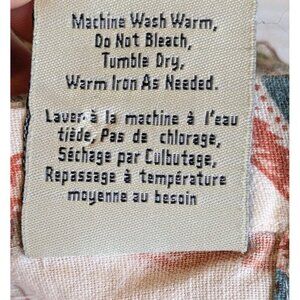 Machine Wash Warm,
Do Not Bleach,
Tumble Dry,
Warm Iron As Needed.
Laver à la machine à l'eau
tiède, Pas de chlorage,
Séchage par Culbutage,
Repassage à température
moyenne au besoin